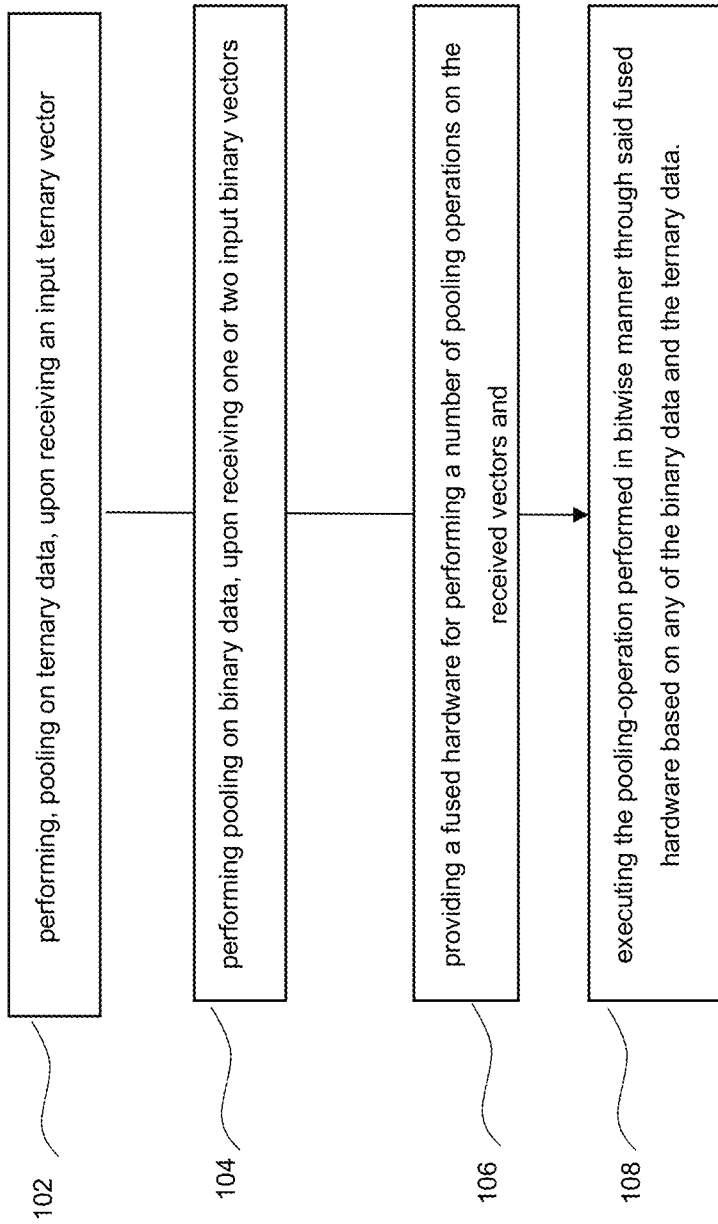 102
performing, pooling on ternary data, upon receiving an input ternary vector
104
performing pooling on binary data, upon receiving one or two input binary vectors
106
providing a fused hardware for performing a number of pooling operations on the
received vectors and
108
executing the pooling-operation performed in bitwise manner through said fused
hardware based on any of the binary data and the ternary data.